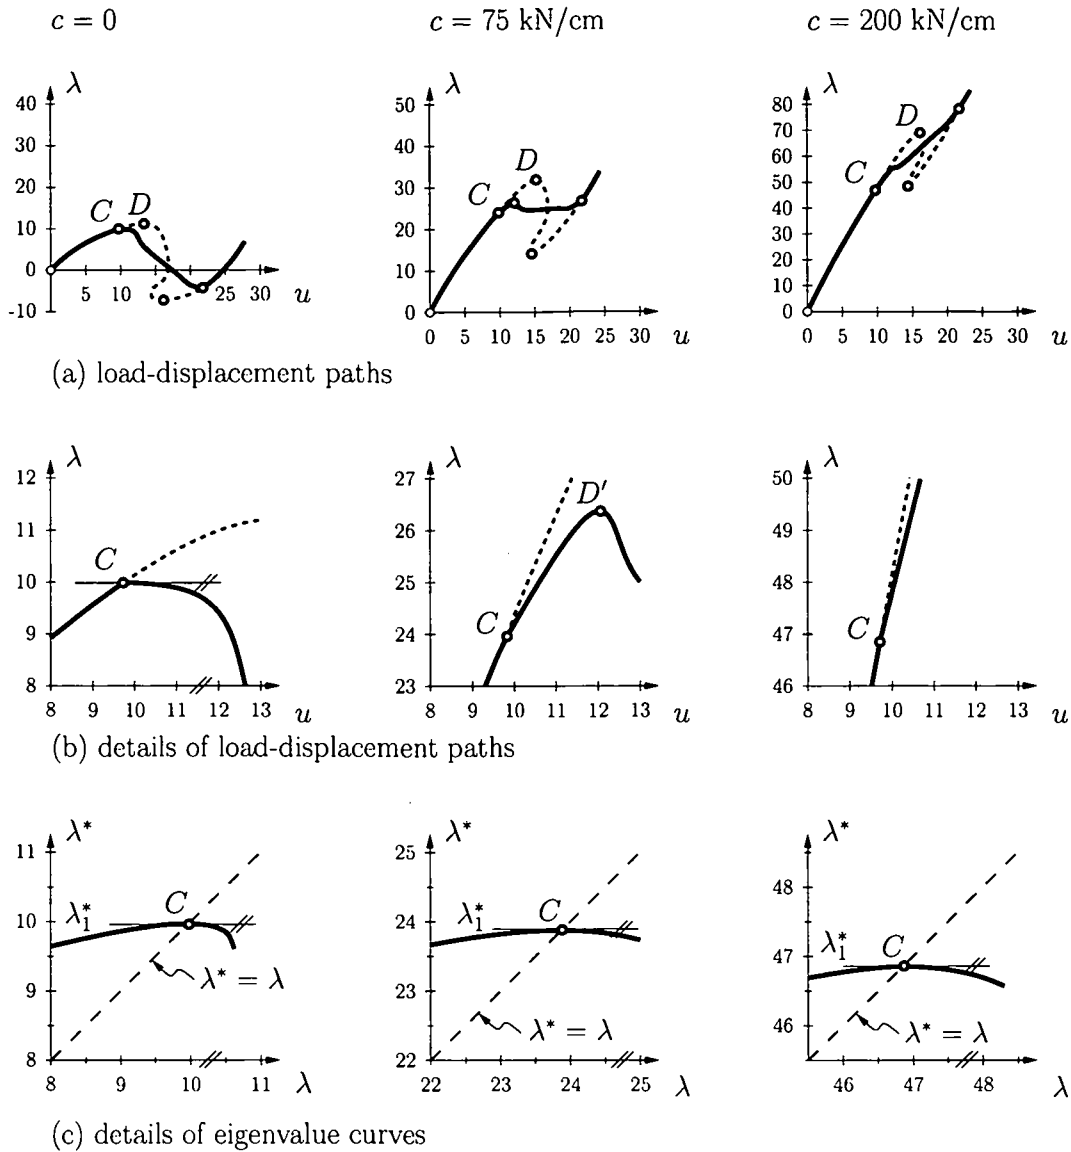 c = 0
c = 75 kN/cm
c = 200 kN/cm
λ
40
30
20
10
0
-10
C
D
5
10
15
20
25
30
u
λ
50
40
30
20
10
0
C
D
0
5
10
15
20
25
30
u
λ
80
70
60
50
40
30
20
10
0
C
D
0
5
10
15
20
25
30
u
(a) load-displacement paths
λ
12
11
10
9
8
C
8
9
10
11
12
13
u
λ
27
26
25
24
23
C
D′
8
9
10
11
12
13
u
λ
50
49
48
47
46
C
8
9
10
11
12
13
u
(b) details of load-displacement paths
λ*
11
10
9
8
λ₁*
C
λ* = λ
8
9
10
11
λ
λ*
25
24
23
22
λ₁*
C
λ* = λ
22
23
24
25
λ
λ*
48
47
46
λ₁*
C
λ* = λ
46
47
48
λ
(c) details of eigenvalue curves